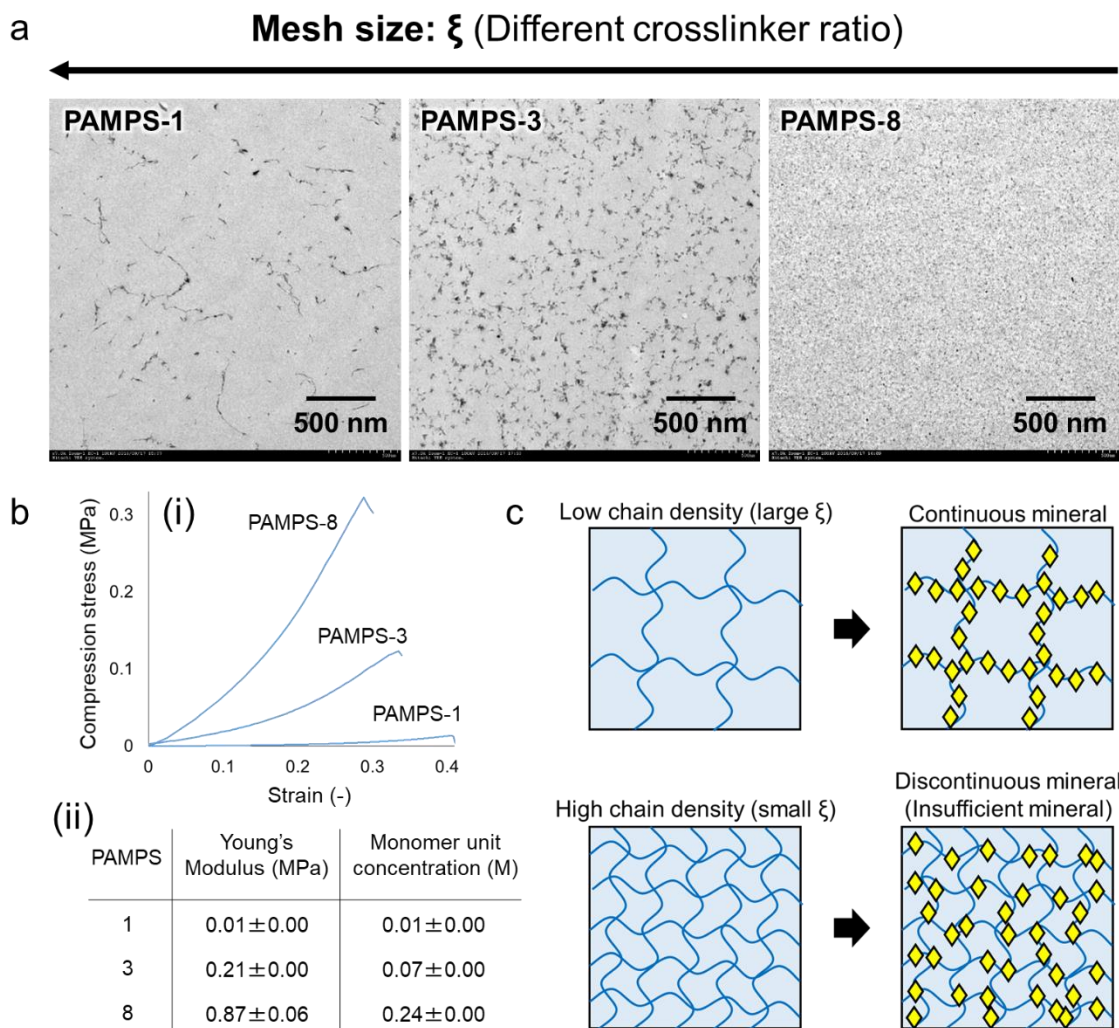 a
Mesh size: ξ (Different crosslinker ratio)
PAMPS-1
PAMPS-3
PAMPS-8
500 nm
500 nm
500 nm
b
(i)
Compression stress (MPa)
0.3
0.2
0.1
0
0
0.1
0.2
0.3
0.4
Strain (-)
PAMPS-8
PAMPS-3
PAMPS-1
(ii)
PAMPS
Young's
Modulus (MPa)
Monomer unit
concentration (M)
1 0.01±0.00 0.01±0.00
3 0.21±0.00 0.07±0.00
8 0.87±0.06 0.24±0.00
c
Low chain density (large ξ)
Continuous mineral
High chain density (small ξ)
Discontinuous mineral
(Insufficient mineral)